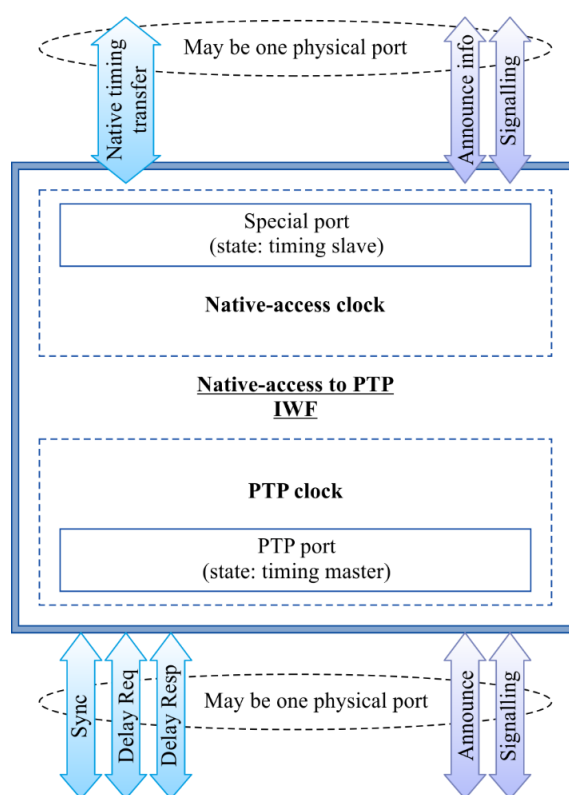 May be one physical port
Native timing
transfer
Announce info
Signalling
Special port
(state: timing slave)
Native-access clock
Native-access to PTP
IWF
PTP clock
PTP port
(state: timing master)
May be one physical port
Sync
Delay Req
Delay Resp
Announce
Signalling